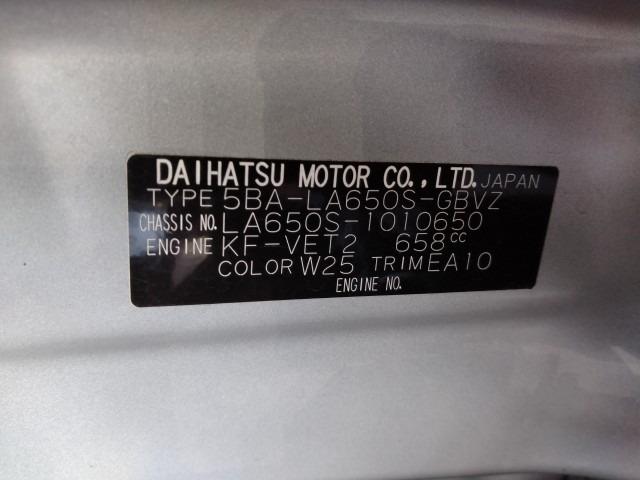 DAIHATSU MOTOR CO., LTD. JAPAN
TYPE 5BA-LA650S-GBVZ
CHASSIS NO. LA650S-1010650
ENGINE KF-VET2 658cc
COLOR W25 TRIM EA10
ENGINE NO.